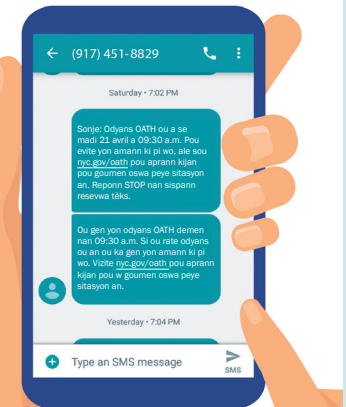 (917) 451-8829
Saturday • 7:02 PM
Sonje: Odyans OATH ou a se
madi 21 avril a 09:30 a.m. Pou
evite yon amann ki pi wo, ale sou
nyc.gov/oath pou aprann kijan
pou goumen oswa peye sitasyon
an. Reponn STOP nan sispann
resevwa tèks.
Ou gen yon odyans OATH demen
nan 09:30 a.m. Si ou rate odyans
ou an ou ka gen yon amann ki pi
wo. Vizite nyc.gov/oath pou aprann
kijan pou w goumen oswa peye
sitasyon an.
Yesterday • 7:04 PM
Type an SMS message
SMS